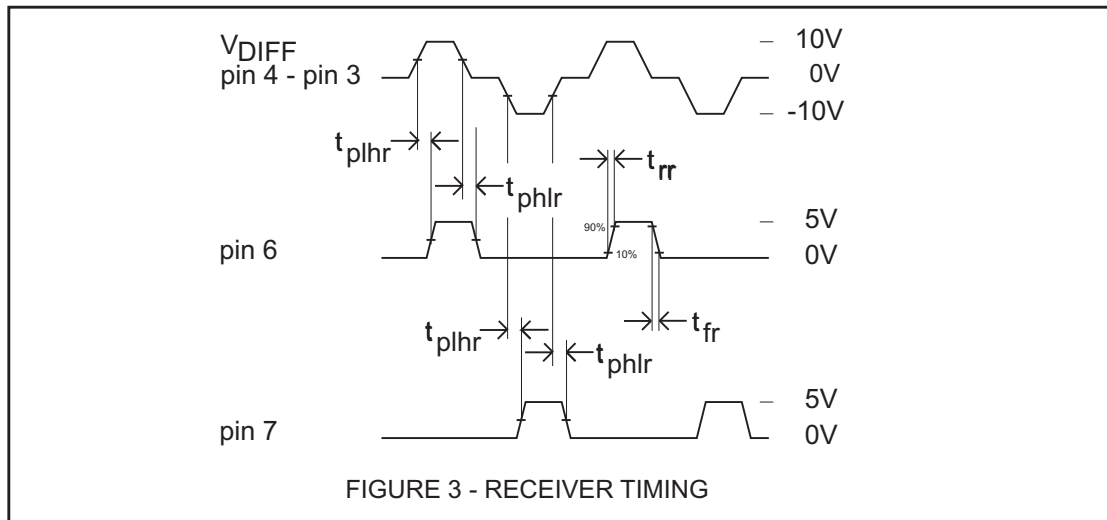 VDIFF
pin 4 - pin 3
10V
0V
-10V
tplhr
tphlr
trr
pin 6
90%
10%
5V
0V
tplhr
tphlr
tfr
pin 7
5V
0V
FIGURE 3 - RECEIVER TIMING